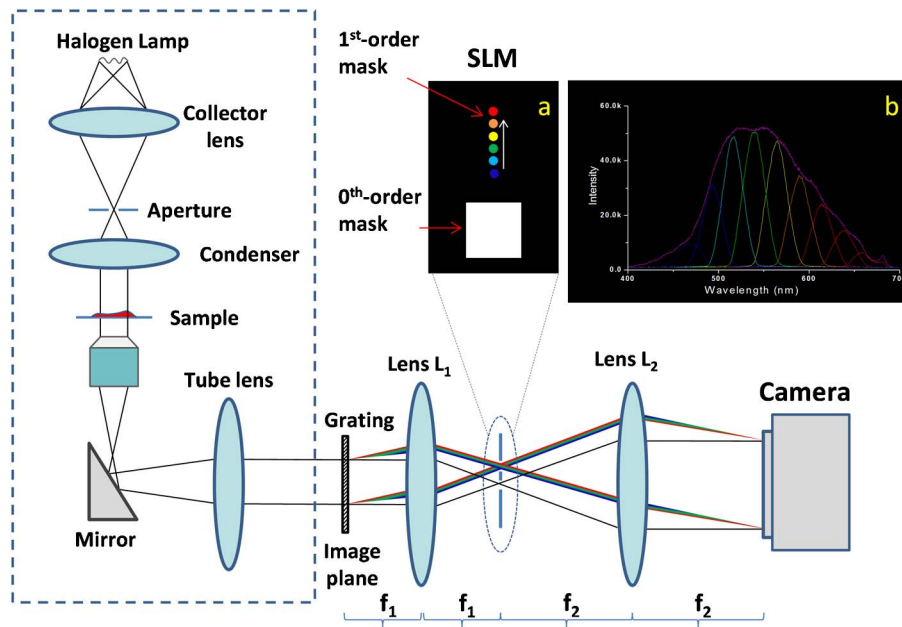 Halogen Lamp
Collector
lens
Aperture
Condenser
Sample
Tube lens
Mirror
1st-order
mask
SLM
a
0th-order
mask
b
60.0k
40.0k
20.0k
0.0
Intensity
400
500
600
700
Wavelength (nm)
Lens L1
Lens L2
Camera
Grating
Image
plane
f1
f1
f2
f2